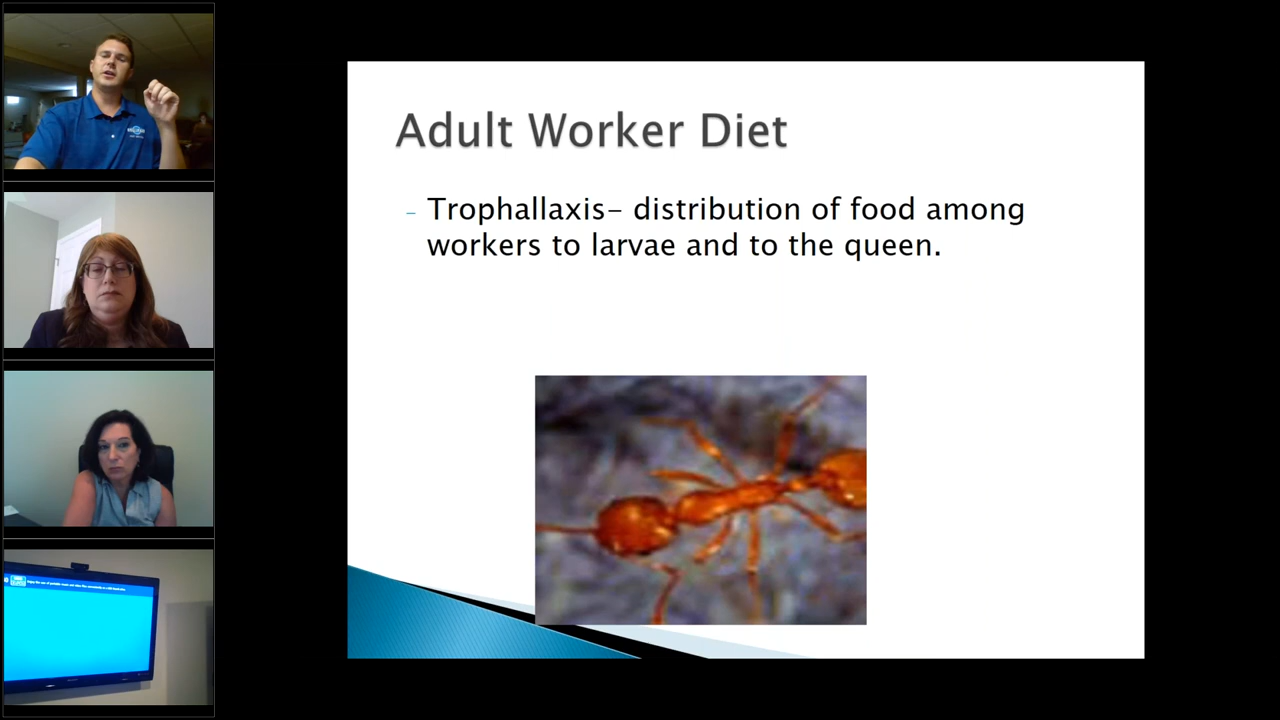 Adult Worker Diet
– Trophallaxis– distribution of food among
workers to larvae and to the queen.